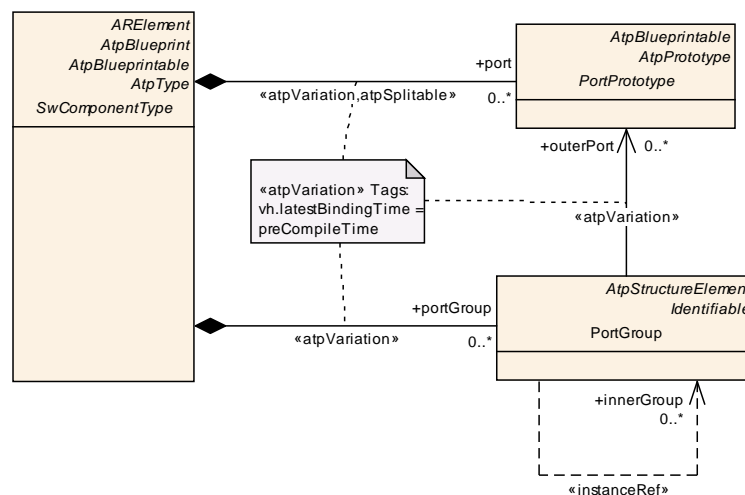 ARElement
AtpBlueprint
AtpBlueprintable
AtpType
SwComponentType
+port
«atpVariation,atpSplitable»
0..*
AtpBlueprintable
AtpPrototype
PortPrototype
+outerPort
0..*
«atpVariation» Tags:
vh.latestBindingTime =
preCompileTime
«atpVariation»
+portGroup
«atpVariation»
0..*
AtpStructureElement
Identifiable
PortGroup
+innerGroup
0..*
«instanceRef»